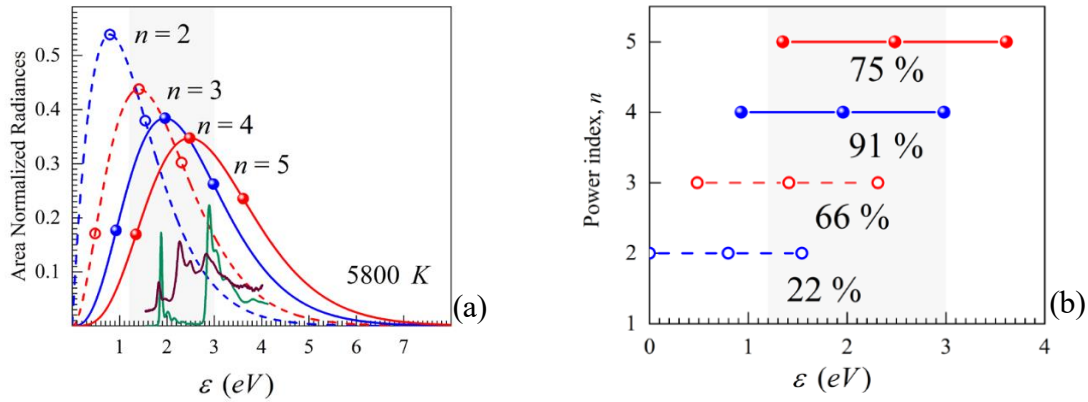 Area Normalized Radiances
0.5
0.4
0.3
0.2
0.1
n = 2
n = 3
n = 4
n = 5
5800 K
1 2 3 4 5 6 7
ε (eV)
(a)
Power index, n
5
4
3
2
1
75 %
91 %
66 %
22 %
0 1 2 3 4
ε (eV)
(b)